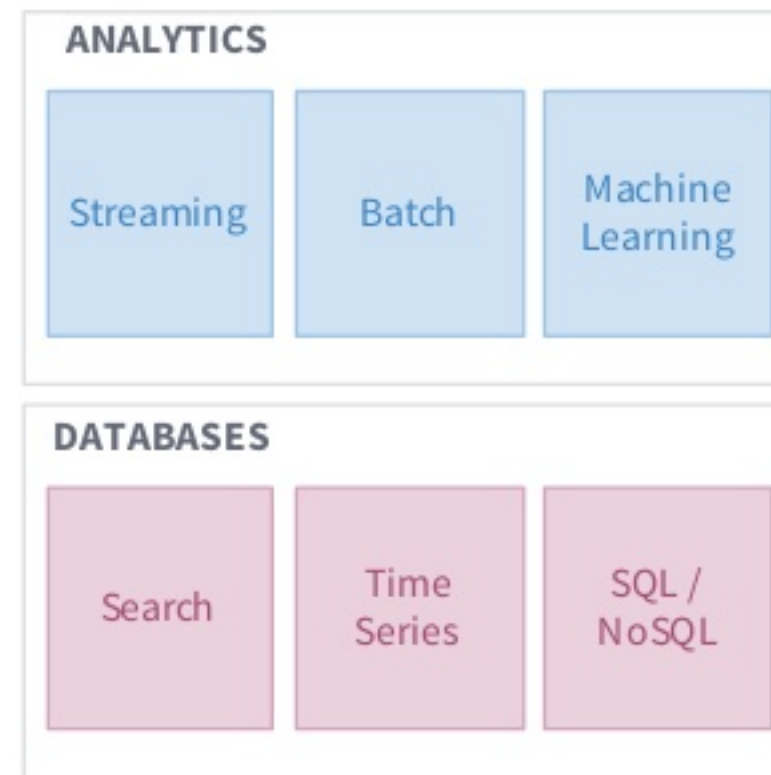 ANALYTICS
Streaming
Batch
Machine
Learning
DATABASES
Search
Time
Series
SQL /
NoSQL